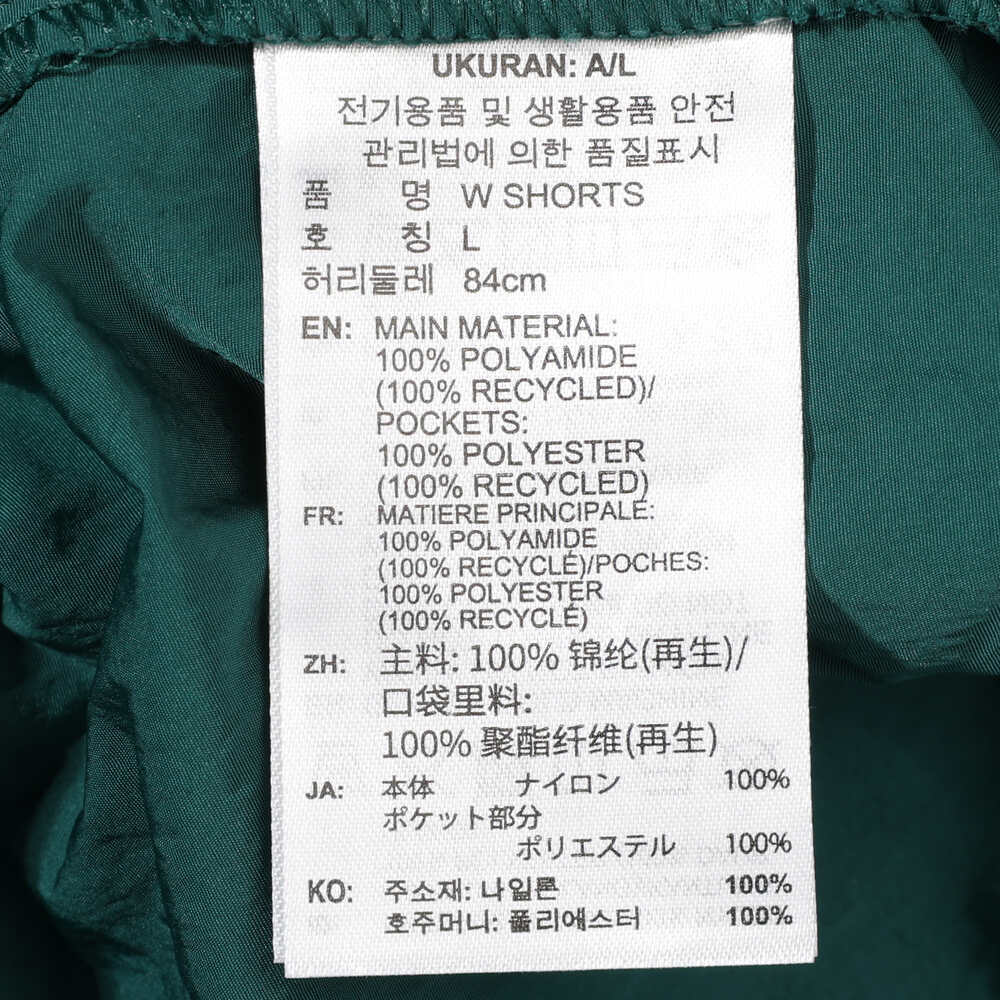 UKURAN: A/L
전기용품 및 생활용품 안전
관리법에 의한 품질표시
품 명 W SHORTS
호 칭 L
허리둘레 84cm
EN: MAIN MATERIAL:
100% POLYAMIDE
(100% RECYCLED)/
POCKETS:
100% POLYESTER
(100% RECYCLED)
FR: MATIERE PRINCIPALE:
100% POLYAMIDE
(100% RECYCLÉ)/POCHES:
100% POLYESTER
(100% RECYCLÉ)
ZH: 主料: 100% 锦纶(再生)/
口袋里料:
100% 聚酯纤维(再生)
JA: 本体 ナイロン 100%
ポケット部分
ポリエステル 100%
KO: 주소재: 나일론 100%
호주머니: 폴리에스터 100%